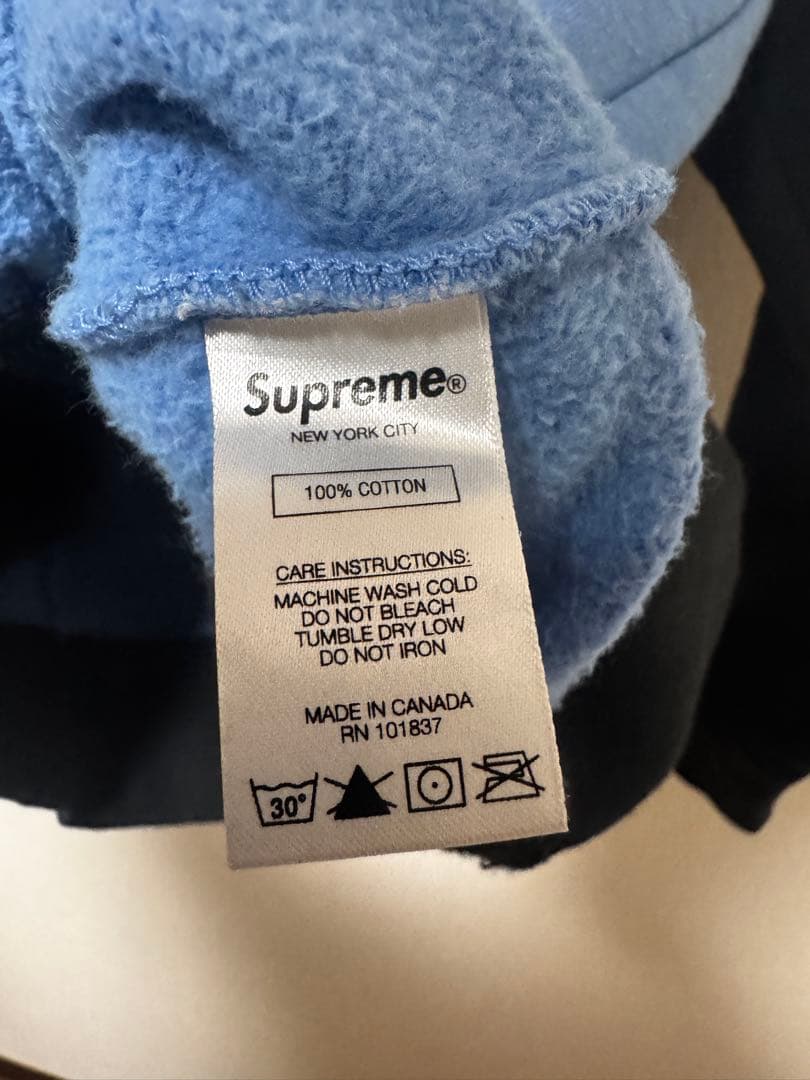 Supreme®
NEW YORK CITY
100% COTTON
CARE INSTRUCTIONS:
MACHINE WASH COLD
DO NOT BLEACH
TUMBLE DRY LOW
DO NOT IRON
MADE IN CANADA
RN 101837
30°